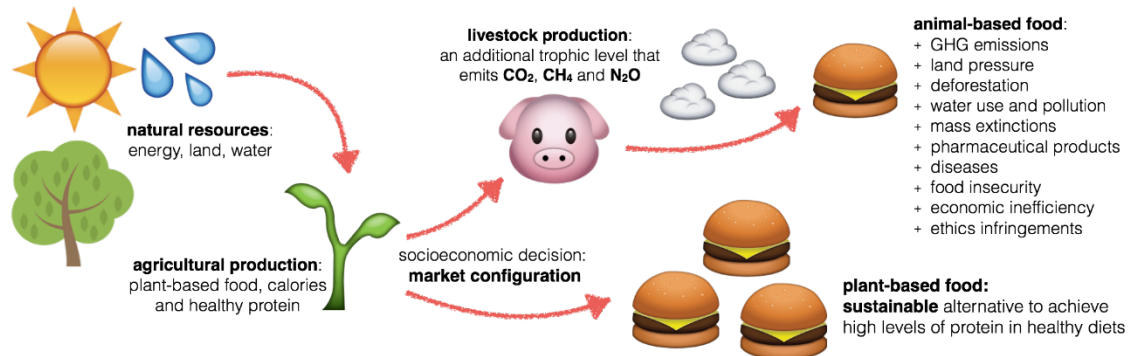 natural resources:
energy, land, water
agricultural production:
plant-based food, calories
and healthy protein
livestock production:
an additional trophic level that
emits CO₂, CH₄ and N₂O
socioeconomic decision:
market configuration
animal-based food:
+ GHG emissions
+ land pressure
+ deforestation
+ water use and pollution
+ mass extinctions
+ pharmaceutical products
+ diseases
+ food insecurity
+ economic inefficiency
+ ethics infringements
plant-based food:
sustainable alternative to achieve
high levels of protein in healthy diets